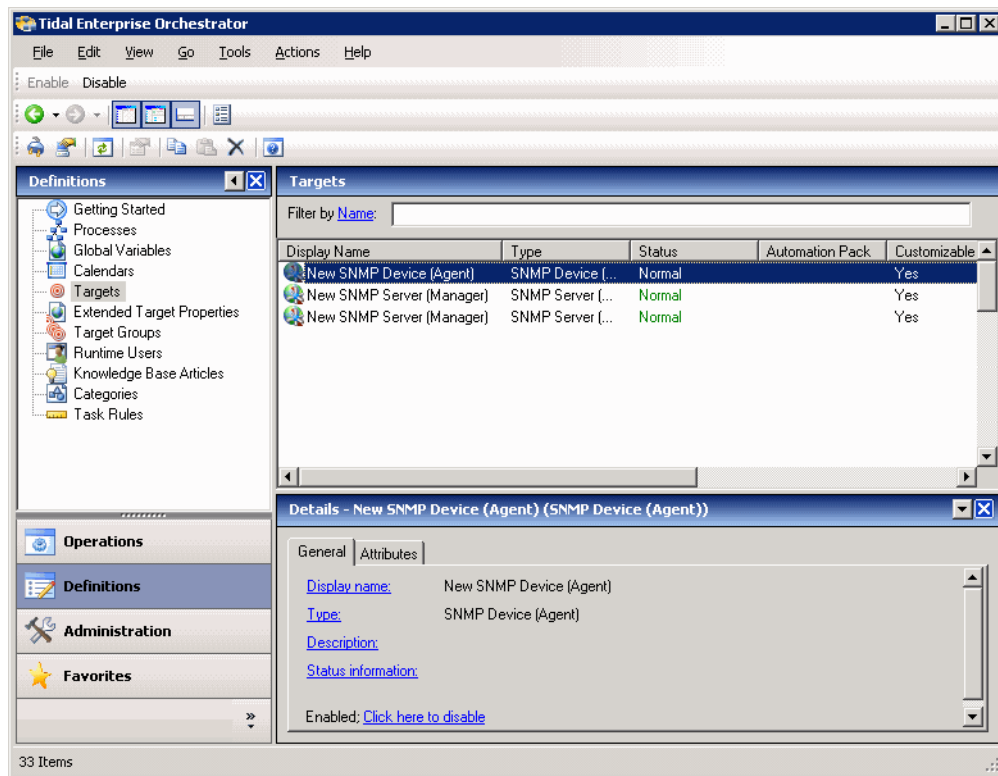 Tidal Enterprise Orchestrator
File Edit View Go Tools Actions Help
Enable Disable
Definitions
Getting Started
Processes
Global Variables
Calendars
Targets
Extended Target Properties
Target Groups
Runtime Users
Knowledge Base Articles
Categories
Task Rules
Operations
Definitions
Administration
Favorites
Targets
Filter by Name:
Display Name Type Status Automation Pack Customizable
New SNMP Device (Agent) SNMP Device (... Normal Yes
New SNMP Server (Manager) SNMP Server (... Normal Yes
New SNMP Server (Manager) SNMP Server (... Normal Yes
Details - New SNMP Device (Agent) (SNMP Device (Agent))
General Attributes
Display name: New SNMP Device (Agent)
Type: SNMP Device (Agent)
Description:
Status information:
Enabled; Click here to disable
33 Items